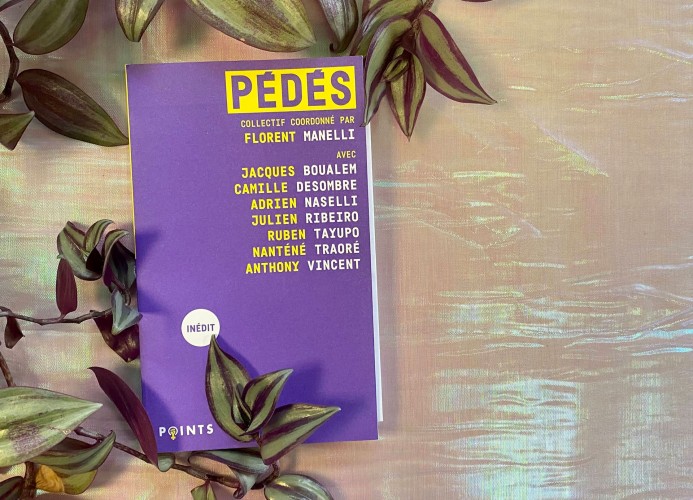 PÉDÉS
COLLECTIF COORDONNÉ PAR
FLORENT MANELLI
AVEC
JACQUES BOUALEM
CAMILLE DESOMBRE
ADRIEN NASELLI
JULIEN RIBEIRO
RUBEN TAYUPO
NANTÉNÉ TRAORÉ
ANTHONY VINCENT
INÉDIT
POINTS